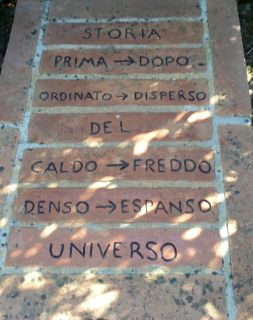 STORIA
PRIMA → DOPO
ORDINATO → DISPERSO
DEL
CALDO → FREDDO
DENSO → ESPANSO
UNIVERSO